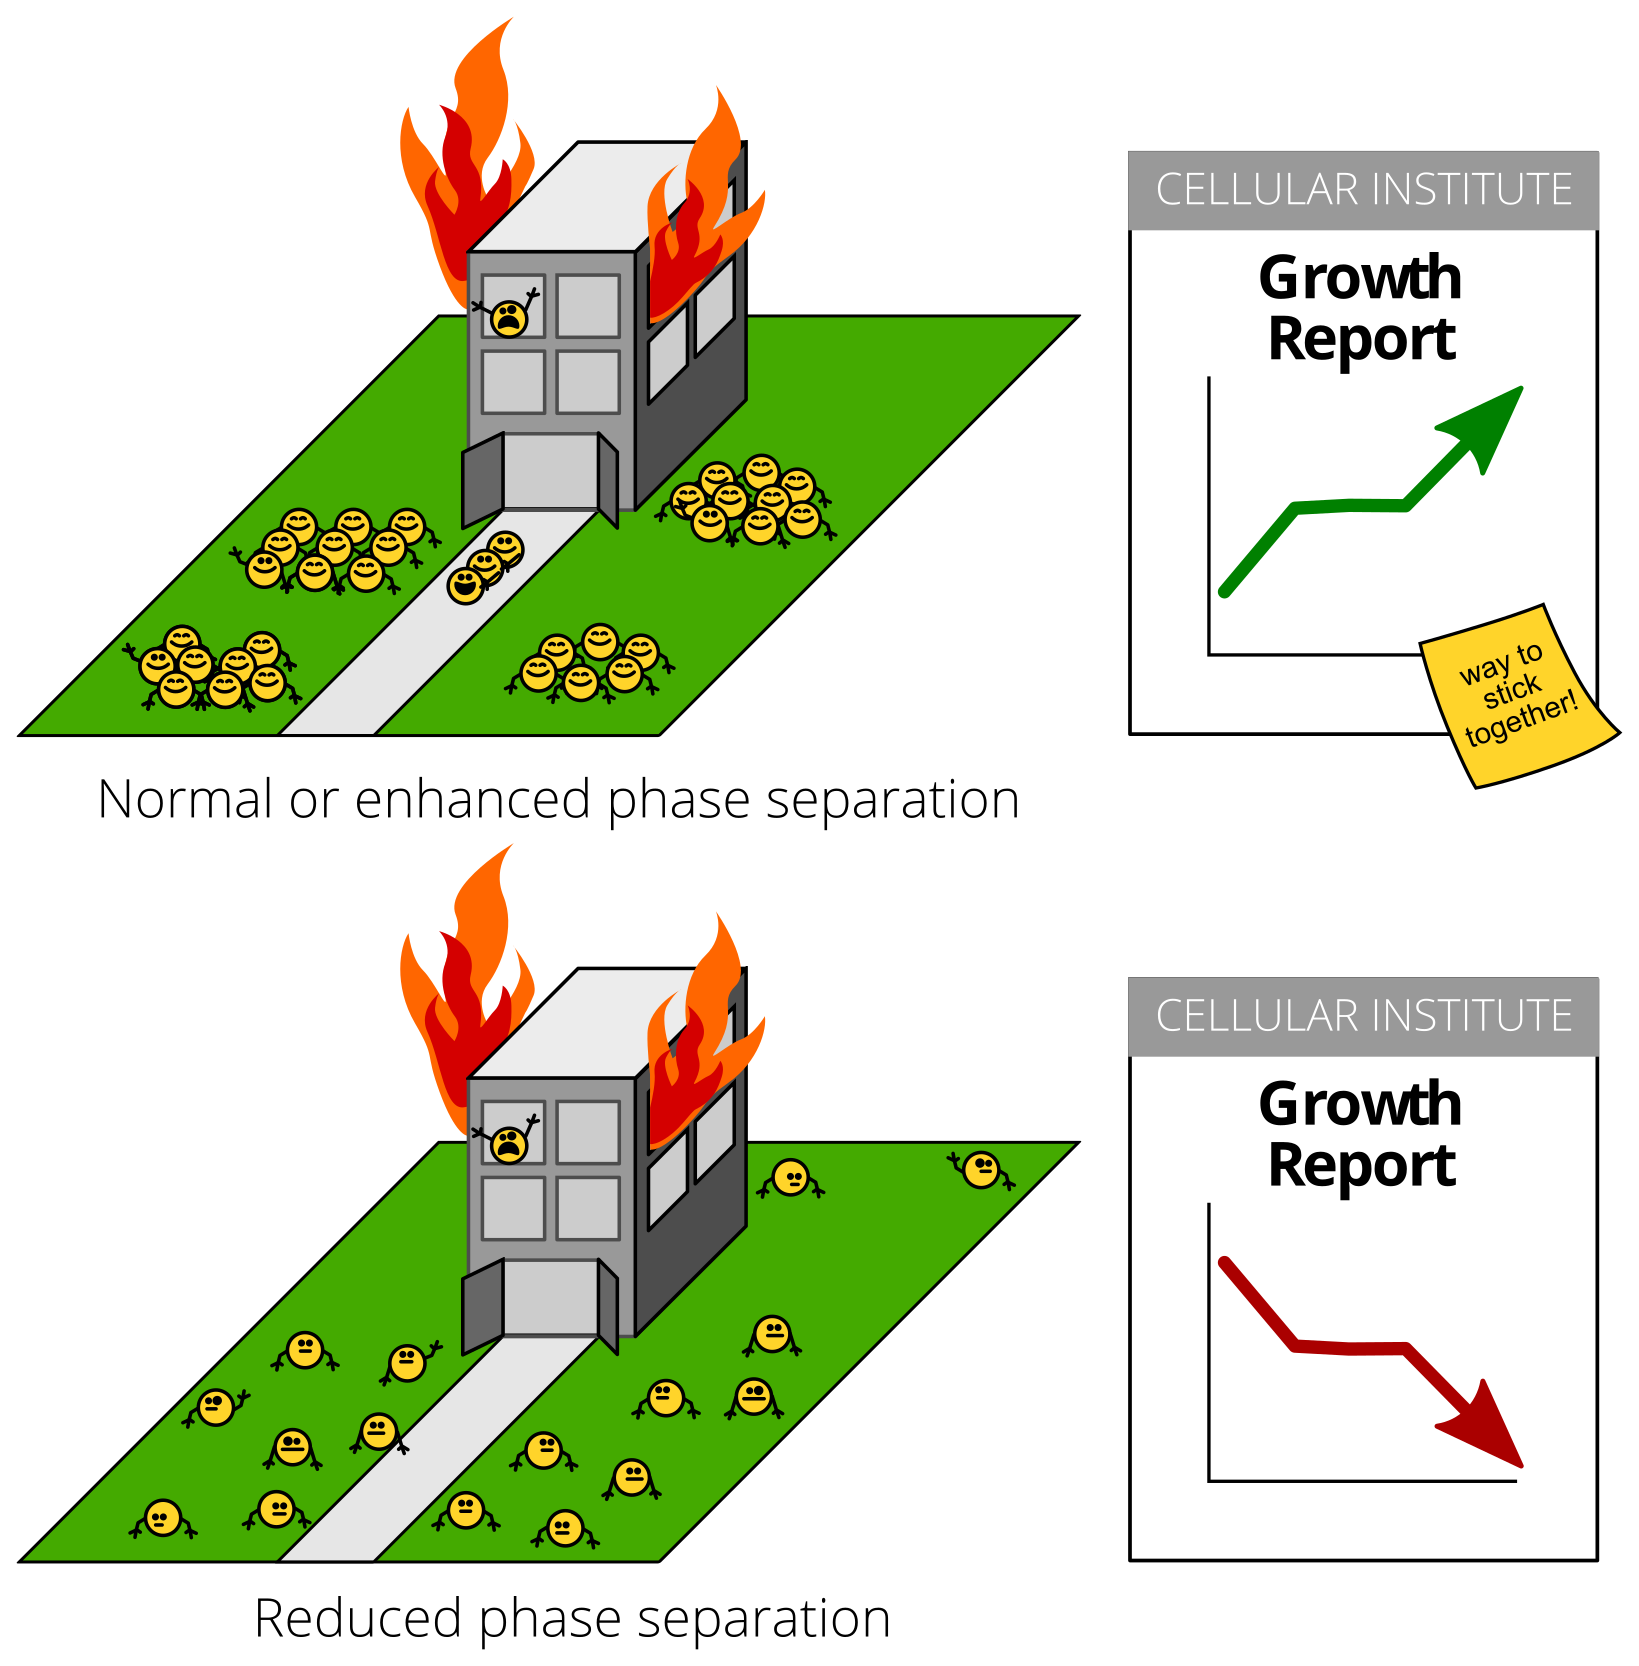 CELLULAR INSTITUTE
Growth
Report
way to
stick
together!
Normal or enhanced phase separation
CELLULAR INSTITUTE
Growth
Report
Reduced phase separation